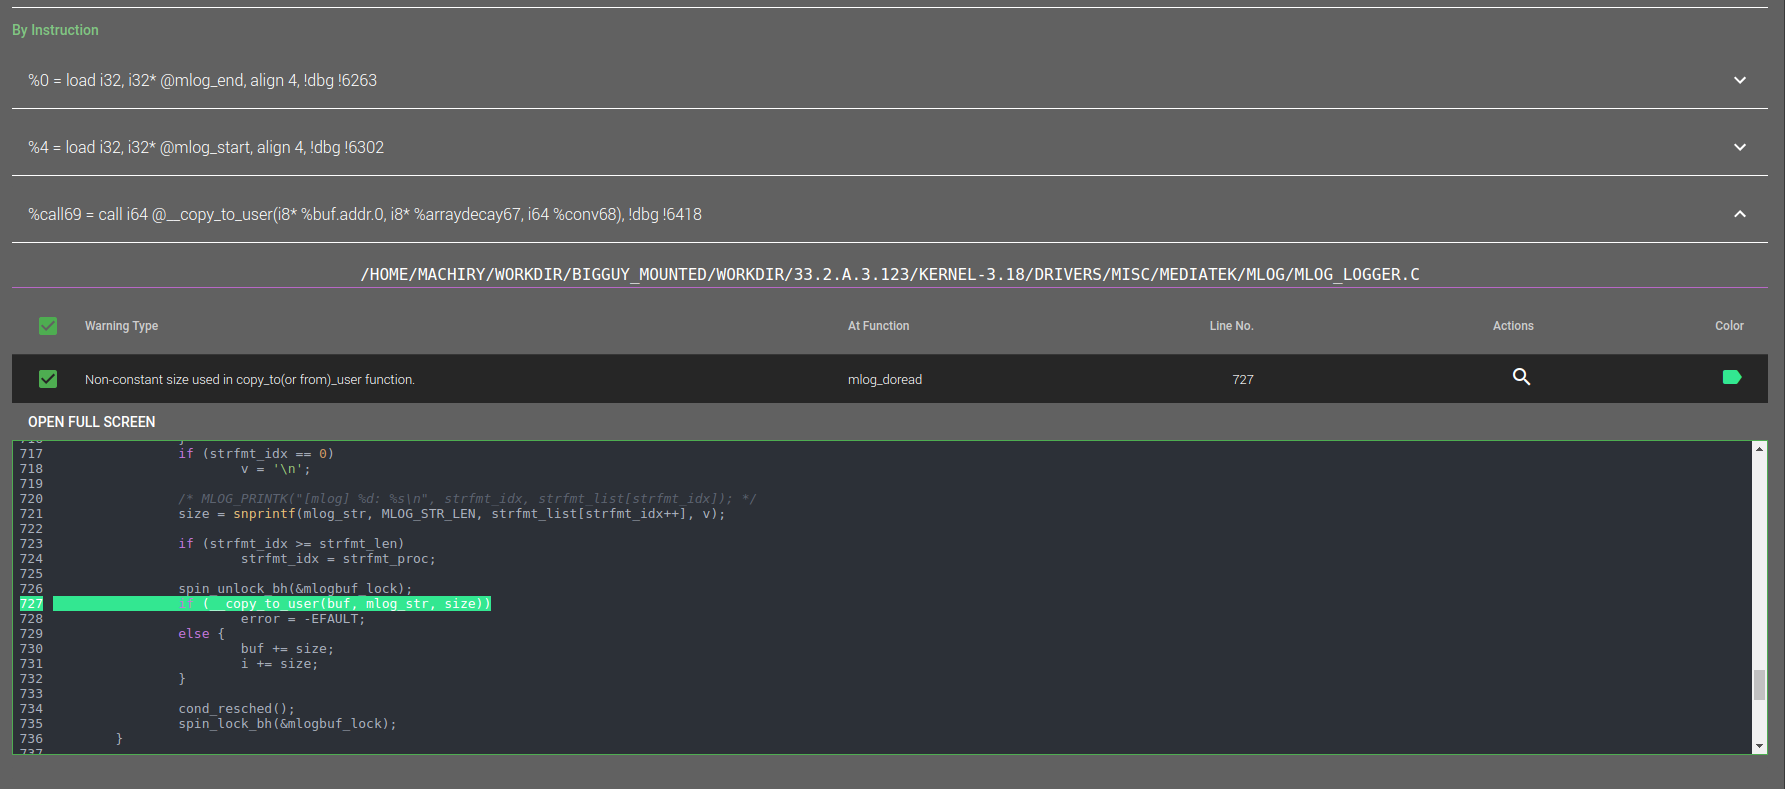 By Instruction
%0 = load i32, i32* @mlog_end, align 4, !dbg !6263
%4 = load i32, i32* @mlog_start, align 4, !dbg !6302
%call69 = call i64 @__copy_to_user(i8* %buf.addr.0, i8* %arraydecay67, i64 %conv68), !dbg !6418
/HOME/MACHIRY/WORKDIR/BIGGUY_MOUNTED/WORKDIR/33.2.A.3.123/KERNEL-3.18/DRIVERS/MISC/MEDIATEK/MLOG/MLOG_LOGGER.C
Warning Type At Function Line No. Actions Color
Non-constant size used in copy_to(or from)_user function. mlog_doread 727
OPEN FULL SCREEN
716 }
717 if (strfmt_idx == 0)
718 v = '\n';
719
720 /* MLOG_PRINTK("[mlog] %d: %s\n", strfmt_idx, strfmt_list[strfmt_idx]); */
721 size = snprintf(mlog_str, MLOG_STR_LEN, strfmt_list[strfmt_idx++], v);
722
723 if (strfmt_idx >= strfmt_len)
724 strfmt_idx = strfmt_proc;
725
726 spin_unlock_bh(&mlogbuf_lock);
727 if (__copy_to_user(buf, mlog_str, size))
728 error = -EFAULT;
729 else {
730 buf += size;
731 i += size;
732 }
733
734 cond_resched();
735 spin_lock_bh(&mlogbuf_lock);
736 }
737